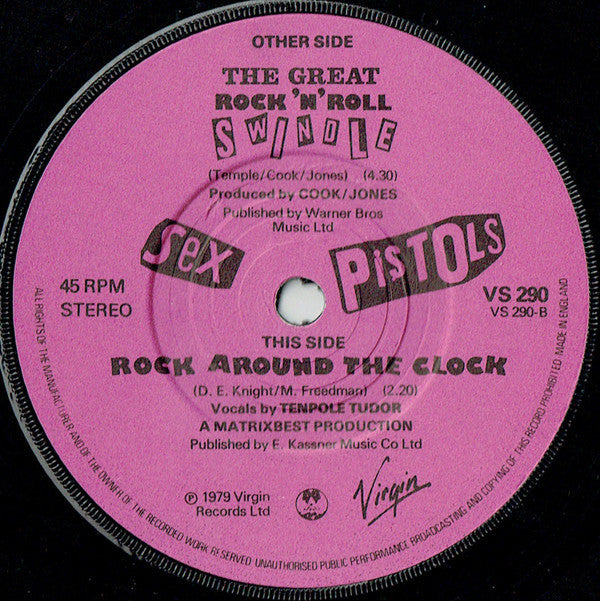 OTHER SIDE
THE GREAT
ROCK 'N' ROLL
SWINDLE
(Temple/Cook/Jones) (4.30)
Produced by COOK/JONES
Published by Warner Bros
Music Ltd
SEX PISTOLS
45 RPM
STEREO
VS 290
VS 290-B
THIS SIDE
ROCK AROUND THE CLOCK
(D. E. Knight/M. Freedman) (2.20)
Vocals by TENPOLE TUDOR
A MATRIXBEST PRODUCTION
Published by E. Kassner Music Co Ltd
℗ 1979 Virgin
Records Ltd
Virgin
ALL RIGHTS OF THE MANUFACTURER AND OF THE OWNER OF THE RECORDED WORK RESERVED UNAUTHORISED PUBLIC PERFORMANCE BROADCASTING AND COPYING OF THIS RECORD PROHIBITED MADE IN ENGLAND